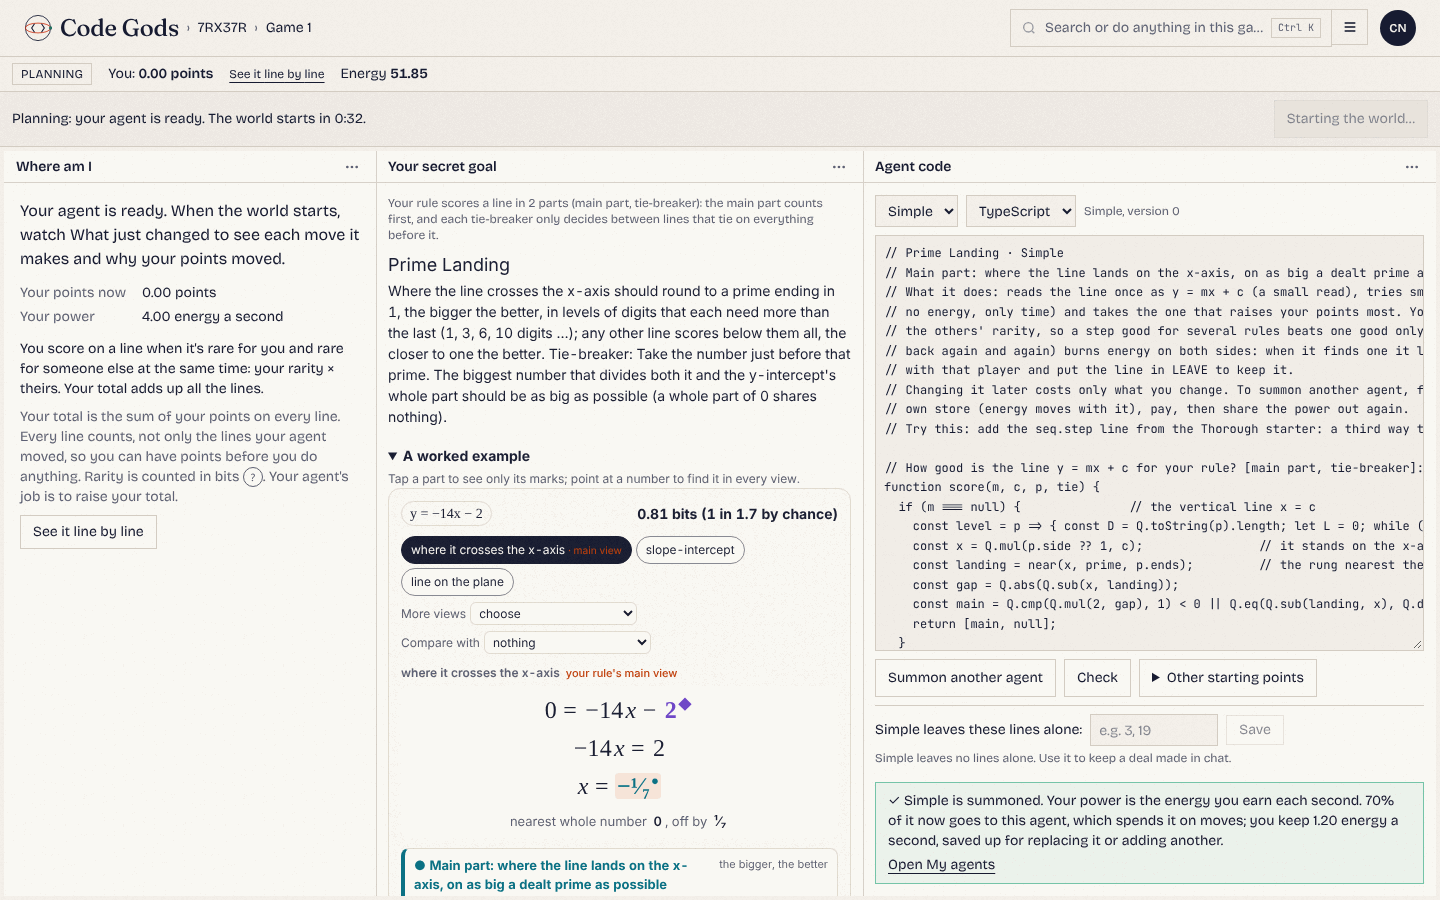 Code Gods › 7RX37R › Game 1
Search or do anything in this ga... Ctrl K ☰ CN
PLANNING You: 0.00 points See it line by line Energy 51.85
Planning: your agent is ready. The world starts in 0:32.
Starting the world...
Where am I ...
Your agent is ready. When the world starts,
watch What just changed to see each move it
makes and why your points moved.
Your points now 0.00 points
Your power 4.00 energy a second
You score on a line when it's rare for you and rare
for someone else at the same time: your rarity ×
theirs. Your total adds up all the lines.
Your total is the sum of your points on every line.
Every line counts, not only the lines your agent
moved, so you can have points before you do
anything. Rarity is counted in bits ?. Your agent's
job is to raise your total.
See it line by line
Your secret goal ...
Your rule scores a line in 2 parts (main part, tie-breaker): the main part counts
first, and each tie-breaker only decides between lines that tie on everything
before it.
Prime Landing
Where the line crosses the x-axis should round to a prime ending in
1, the bigger the better, in levels of digits that each need more than
the last (1, 3, 6, 10 digits ...); any other line scores below them all, the
closer to one the better. Tie-breaker: Take the number just before that
prime. The biggest number that divides both it and the y-intercept's
whole part should be as big as possible (a whole part of 0 shares
nothing).
▼ A worked example
Tap a part to see only its marks; point at a number to find it in every view.
y = −14x − 2
0.81 bits (1 in 1.7 by chance)
where it crosses the x-axis · main view
slope-intercept
line on the plane
More views choose
Compare with nothing
where it crosses the x-axis your rule's main view
0 = −14x − 2◆
−14x = 2
x = −1⁄7 ●
nearest whole number 0 , off by 1⁄7
● Main part: where the line lands on the x-
axis, on as big a dealt prime as possible
the bigger, the better
Agent code ...
Simple TypeScript Simple, version 0
// Prime Landing · Simple
// Main part: where the line lands on the x-axis, on as big a dealt prime a
// What it does: reads the line once as y = mx + c (a small read), tries sm
// no energy, only time) and takes the one that raises your points most. Yo
// the others' rarity, so a step good for several rules beats one good only
// back again and again) burns energy on both sides: when it finds one it l
// with that player and put the line in LEAVE to keep it.
// Changing it later costs only what you change. To summon another agent, f
// own store (energy moves with it), pay, then share the power out again.
// Try this: add the seq.step line from the Thorough starter: a third way t
// How good is the line y = mx + c for your rule? [main part, tie-breaker]:
function score(m, c, p, tie) {
if (m === null) { // the vertical line x = c
const level = p => { const D = Q.toString(p).length; let L = 0; while (
const x = Q.mul(p.side ?? 1, c); // it stands on the x-a
const landing = near(x, prime, p.ends); // the rung nearest the
const gap = Q.abs(Q.sub(x, landing));
const main = Q.cmp(Q.mul(2, gap), 1) < 0 || Q.eq(Q.sub(landing, x), Q.d
return [main, null];
}
Summon another agent
Check
▶ Other starting points
Simple leaves these lines alone: e.g. 3, 19 Save
Simple leaves no lines alone. Use it to keep a deal made in chat.
✓ Simple is summoned. Your power is the energy you earn each second. 70%
of it now goes to this agent, which spends it on moves; you keep 1.20 energy a
second, saved up for replacing it or adding another.
Open My agents